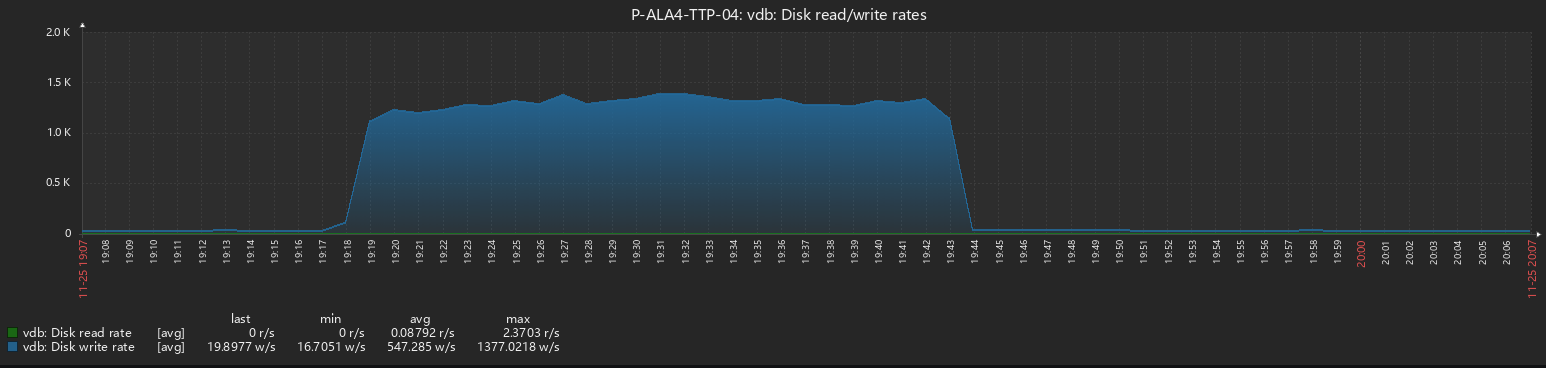 P-ALA4-TTP-04: vdb: Disk read/write rates
2.0 K
1.5 K
1.0 K
0.5 K
0
11-25 19:07 19:08 19:09 19:10 19:11 19:12 19:13 19:14 19:15 19:16 19:17 19:18 19:19 19:20 19:21 19:22 19:23 19:24 19:25 19:26 19:27 19:28 19:29 19:30 19:31 19:32 19:33 19:34 19:35 19:36 19:37 19:38 19:39 19:40 19:41 19:42 19:43 19:44 19:45 19:46 19:47 19:48 19:49 19:50 19:51 19:52 19:53 19:54 19:55 19:56 19:57 19:58 19:59 20:00 20:01 20:02 20:03 20:04 20:05 20:06 11-25 20:07
last min avg max
vdb: Disk read rate [avg] 0 r/s 0 r/s 0.08792 r/s 2.3703 r/s
vdb: Disk write rate [avg] 19.8977 w/s 16.7051 w/s 547.285 w/s 1377.0218 w/s